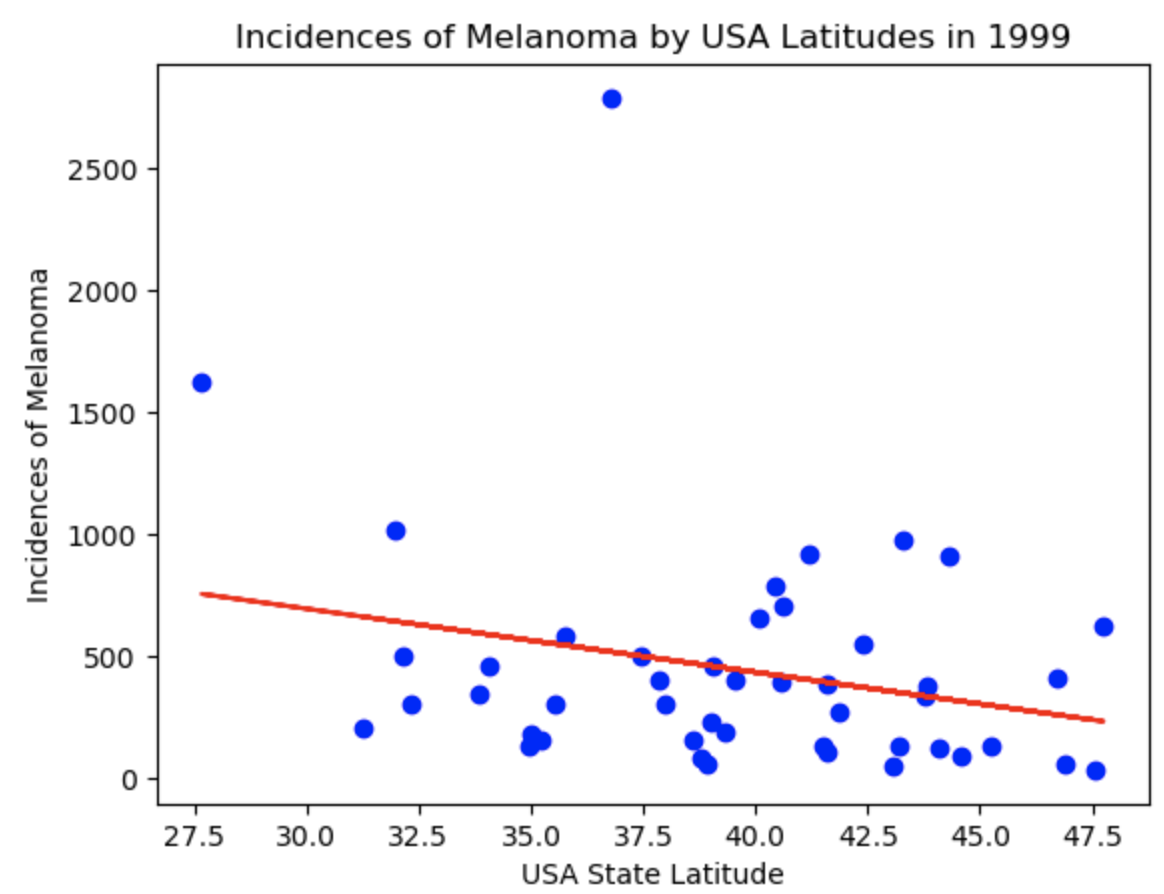 Incidences of Melanoma by USA Latitudes in 1999
Incidences of Melanoma
2500
2000
1500
1000
500
0
27.5 30.0 32.5 35.0 37.5 40.0 42.5 45.0 47.5
USA State Latitude